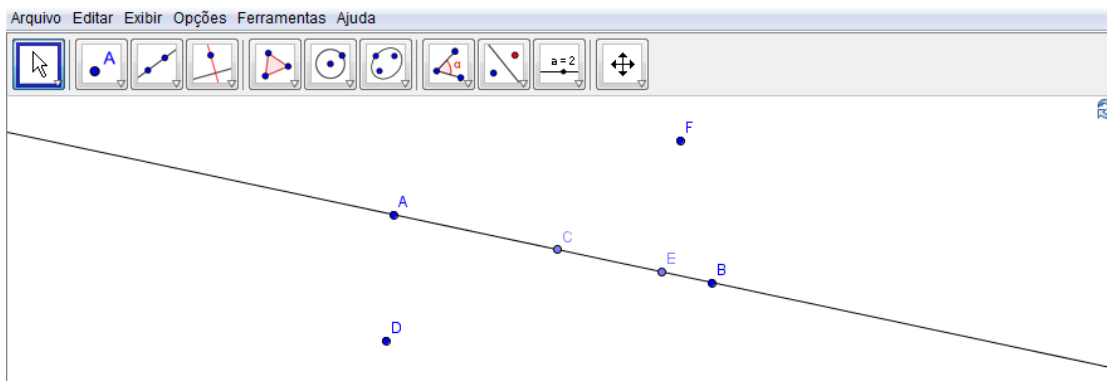 Arquivo Editar Exibir Opções Ferramentas Ajuda
A α a = 2
F
A
C
E
B
D